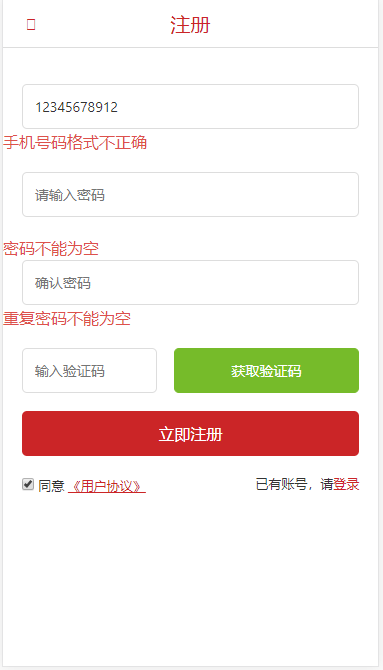 注册
12345678912
手机号码格式不正确
请输入密码
密码不能为空
确认密码
重复密码不能为空
输入验证码 获取验证码
立即注册
同意 《用户协议》 已有账号，请登录